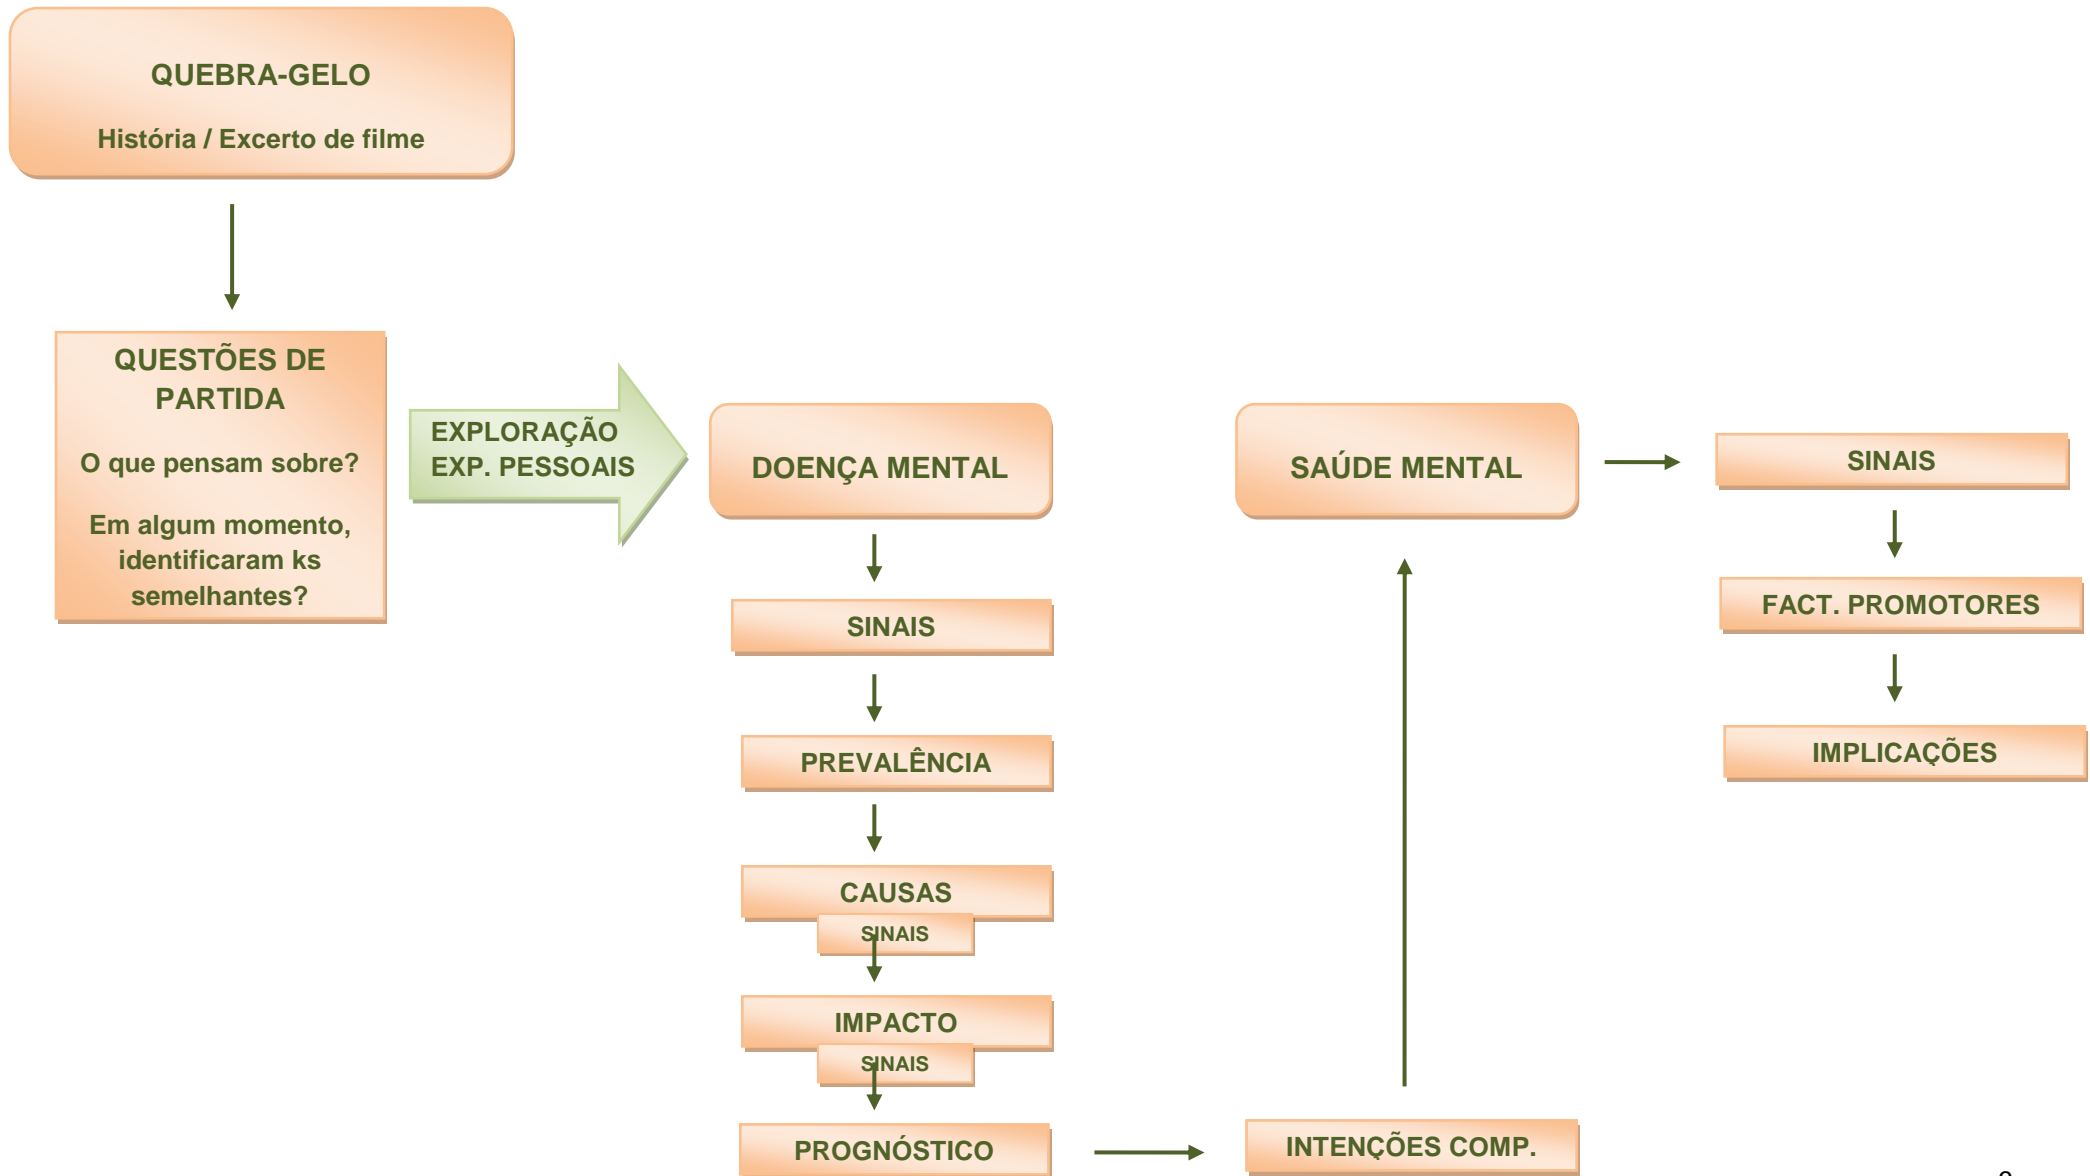 QUEBRA-GELO
História / Excerto de filme
QUESTÕES DE
PARTIDA
O que pensam sobre?
Em algum momento,
identificaram ks
semelhantes?
EXPLORAÇÃO
EXP. PESSOAIS
DOENÇA MENTAL
SINAIS
PREVALÊNCIA
CAUSAS
SINAIS
IMPACTO
SINAIS
PROGNÓSTICO
INTENÇÕES COMP.
SAÚDE MENTAL
SINAIS
FACT. PROMOTORES
IMPLICAÇÕES